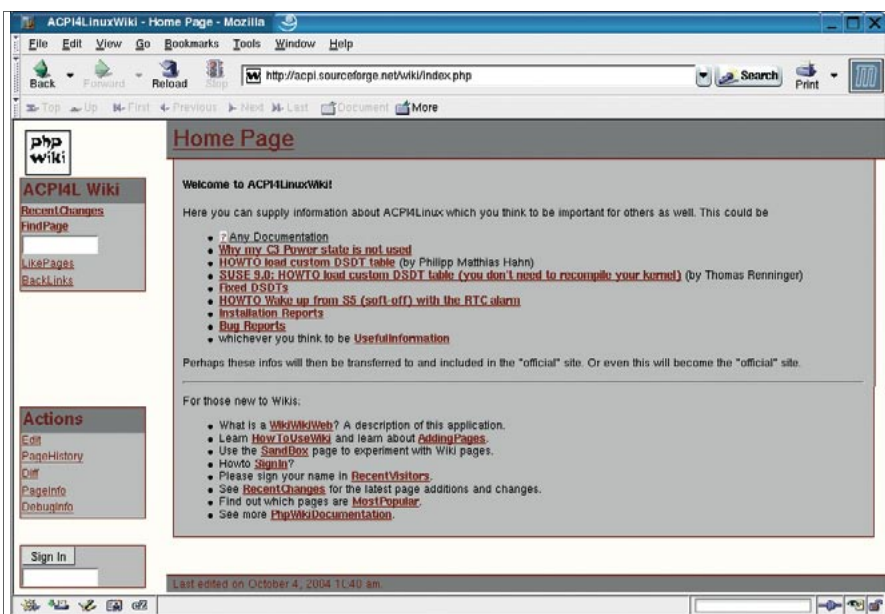 ACPI4LinuxWiki - Home Page - Mozilla
File Edit View Go Bookmarks Tools Window Help
Back Forward Reload Stop http://acpi.sourceforge.net/wiki/index.php Search Print
Top Up First Previous Next Last Document More
php
wiki
Home Page
ACPI4L Wiki
RecentChanges
FindPage
LikePages
BackLinks
Welcome to ACPI4LinuxWiki!
Here you can supply information about ACPI4Linux which you think to be important for others as well. This could be
? Any Documentation
Why my C3 Power state is not used
HOWTO load custom DSDT table (by Philipp Matthias Hahn)
SUSE 9.0: HOWTO load custom DSDT table (you don't need to recompile your kernel) (by Thomas Renninger)
Fixed DSDTs
HOWTO Wake up from S5 (soft-off) with the RTC alarm
Installation Reports
Bug Reports
whichever you think to be UsefulInformation
Perhaps these infos will then be transferred to and included in the "official" site. Or even this will become the "official" site.
For those new to Wikis:
What is a WikiWikiWeb? A description of this application.
Learn HowToUseWiki and learn about AddingPages.
Use the SandBox page to experiment with Wiki pages.
Howto SignIn?
Please sign your name in RecentVisitors.
See RecentChanges for the latest page additions and changes.
Find out which pages are MostPopular.
See more PhpWikiDocumentation.
Actions
Edit
PageHistory
Diff
PageInfo
DebugInfo
Sign In
Last edited on October 4, 2004 11:40 am.